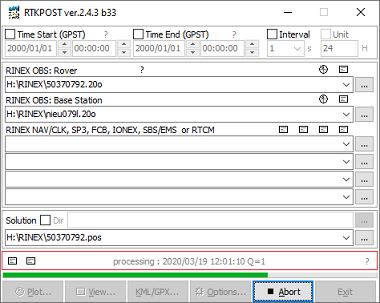 RTKPOST ver.2.4.3 b33
Time Start (GPST) ? Time End (GPST) ? Interval Unit
2000/01/01 00:00:00 2000/01/01 00:00:00 1 s 24 H
RINEX OBS: Rover ?
H:\RINEX\50370792.20o ...
RINEX OBS: Base Station
H:\RINEX\nieu079l.20o ...
RINEX NAV/CLK, SP3, FCB, IONEX, SBS/EMS or RTCM
...
...
...
...
Solution Dir ...
H:\RINEX\50370792.pos ...
processing : 2020/03/19 12:01:10 Q=1 ?
Plot... View... KML/GPX... Options... Abort Exit